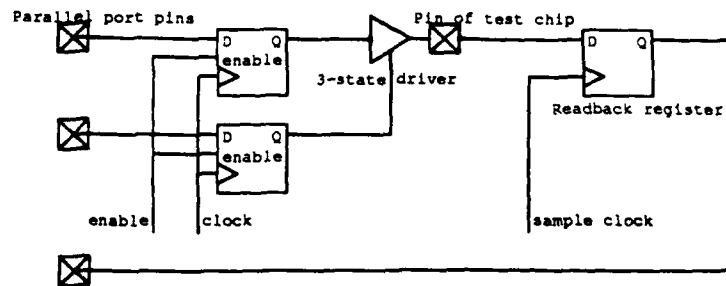 Parallel port pins
Pin of test chip
D Q
enable
3-state driver
D Q
Readback register
D Q
enable
enable
clock
sample clock